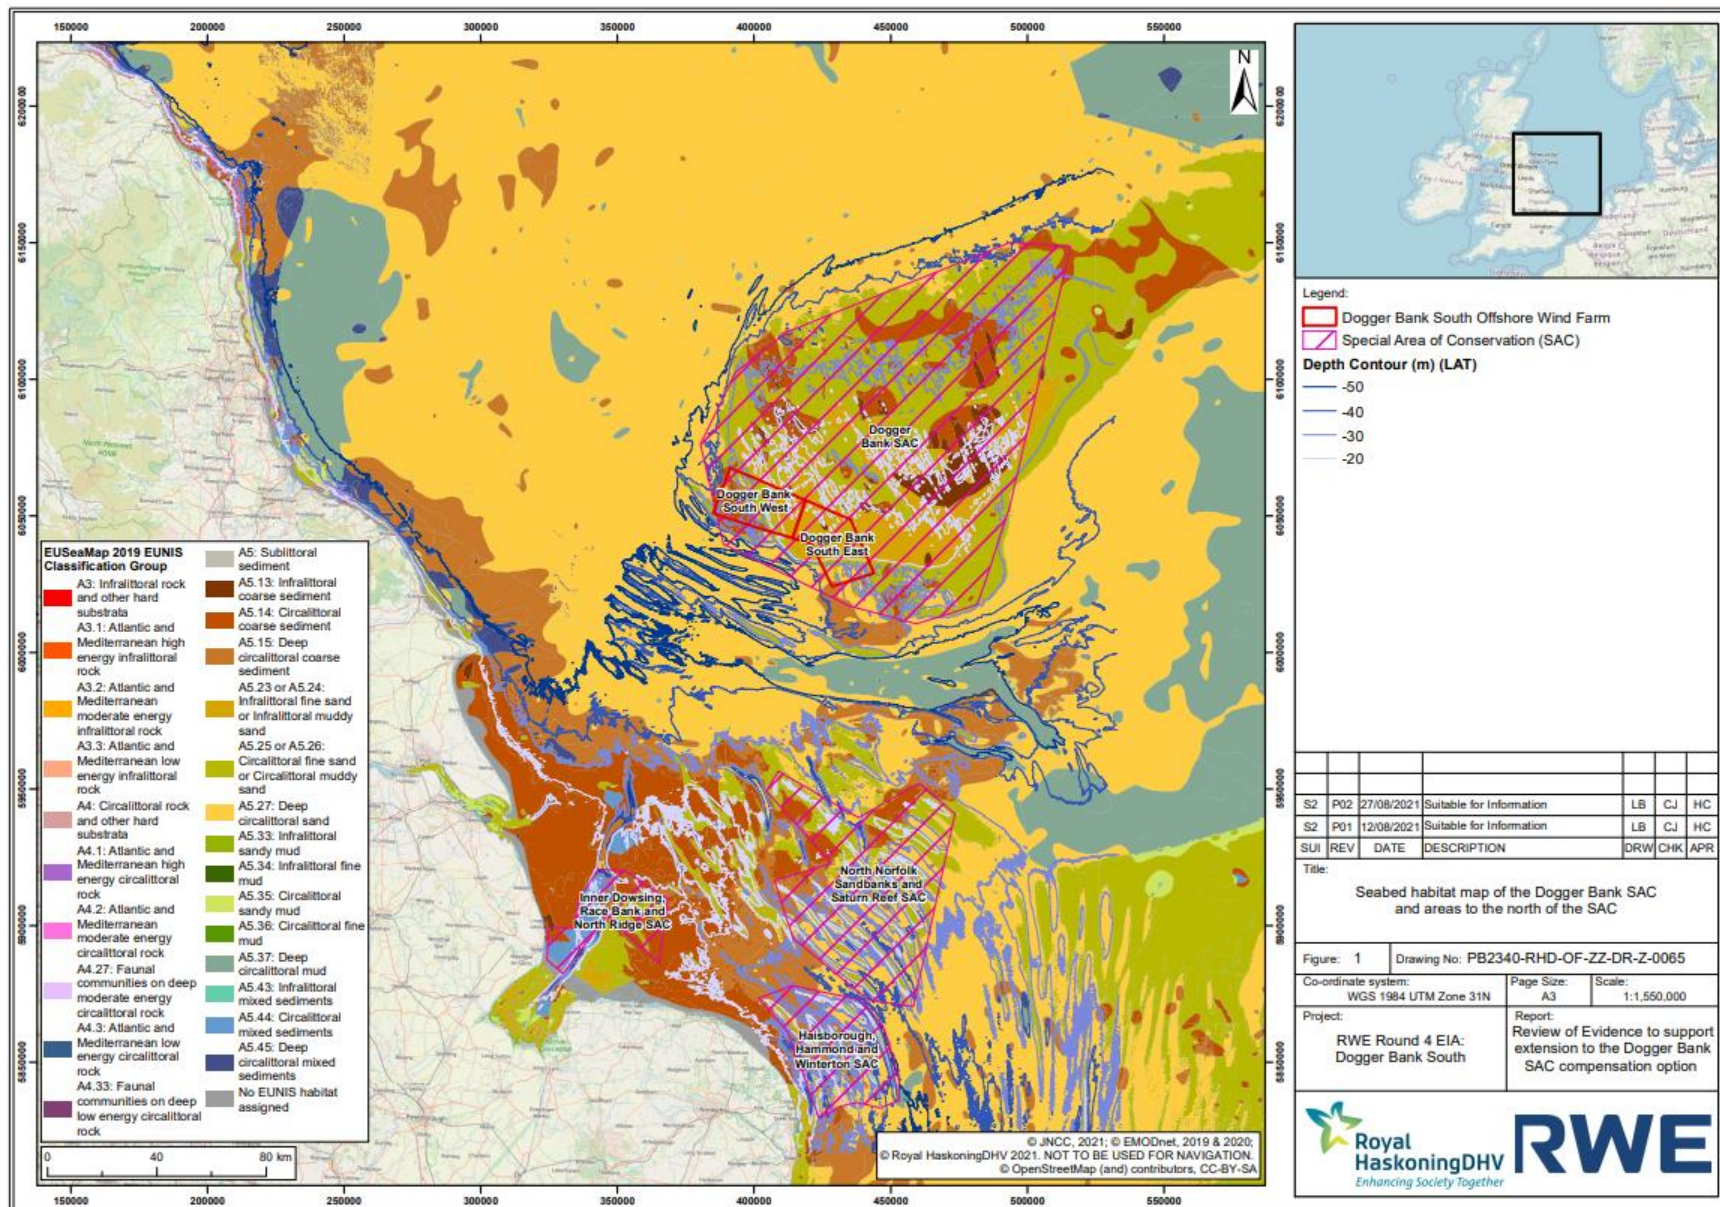 150000 200000 250000 300000 350000 400000 450000 500000 550000
N
6200000
6150000
6100000
6050000
6000000
5950000
5900000
5850000
6200000
6150000
6100000
6050000
6000000
5950000
5900000
5850000
Dogger
Bank SAC
Dogger Bank
South West
Dogger Bank
South East
North Norfolk
Sandbanks and
Saturn Reef SAC
Inner Dowsing,
Race Bank and
North Ridge SAC
Haisborough,
Hammond and
Winterton SAC
EUSeaMap 2019 EUNIS
Classification Group
A3: Infralittoral rock
and other hard
substrata
A3.1: Atlantic and
Mediterranean high
energy infralittoral
rock
A3.2: Atlantic and
Mediterranean
moderate energy
infralittoral rock
A3.3: Atlantic and
Mediterranean low
energy infralittoral
rock
A4: Circalittoral rock
and other hard
substrata
A4.1: Atlantic and
Mediterranean high
energy circalittoral
rock
A4.2: Atlantic and
Mediterranean
moderate energy
circalittoral rock
A4.27: Faunal
communities on deep
moderate energy
circalittoral rock
A4.3: Atlantic and
Mediterranean low
energy circalittoral
rock
A4.33: Faunal
communities on deep
low energy circalittoral
rock
A5: Sublittoral
sediment
A5.13: Infralittoral
coarse sediment
A5.14: Circalittoral
coarse sediment
A5.15: Deep
circalittoral coarse
sediment
A5.23 or A5.24:
Infralittoral fine sand
or Infralittoral muddy
sand
A5.25 or A5.26:
Circalittoral fine sand
or Circalittoral muddy
sand
A5.27: Deep
circalittoral sand
A5.33: Infralittoral
sandy mud
A5.34: Infralittoral fine
mud
A5.35: Circalittoral
sandy mud
A5.36: Circalittoral fine
mud
A5.37: Deep
circalittoral mud
A5.43: Infralittoral
mixed sediments
A5.44: Circalittoral
mixed sediments
A5.45: Deep
circalittoral mixed
sediments
No EUNIS habitat
assigned
0 40 80 km
© JNCC, 2021; © EMODnet, 2019 & 2020;
© Royal HaskoningDHV 2021. NOT TO BE USED FOR NAVIGATION.
© OpenStreetMap (and) contributors, CC-BY-SA
150000 200000 250000 300000 350000 400000 450000 500000 550000
Legend:
Dogger Bank South Offshore Wind Farm
Special Area of Conservation (SAC)
Depth Contour (m) (LAT)
-50
-40
-30
-20
S2 P02 27/08/2021 Suitable for Information LB CJ HC
S2 P01 12/08/2021 Suitable for Information LB CJ HC
SUI REV DATE DESCRIPTION DRW CHK APR
Title:
Seabed habitat map of the Dogger Bank SAC
and areas to the north of the SAC
Figure: 1 Drawing No: PB2340-RHD-OF-ZZ-DR-Z-0065
Co-ordinate system: Page Size: Scale:
WGS 1984 UTM Zone 31N A3 1:1,550,000
Project:
RWE Round 4 EIA:
Dogger Bank South
Report:
Review of Evidence to support
extension to the Dogger Bank
SAC compensation option
Royal
HaskoningDHV
Enhancing Society Together
RWE